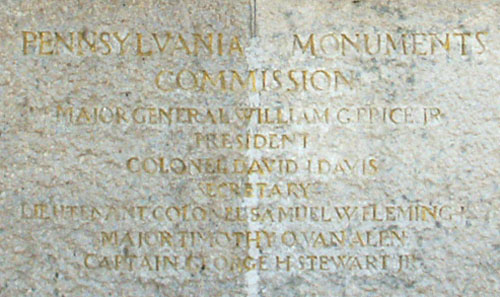 PENNSYLVANIA MONUMENTS
COMMISSION
MAJOR GENERAL WILLIAM G PRICE JR
PRESIDENT
COLONEL DAVID J DAVIS
SECRETARY
LIEUTENANT COLONEL SAMUEL W FLEMING JR
MAJOR TIMOTHY O VAN ALEN
CAPTAIN GEORGE H STEWART JR